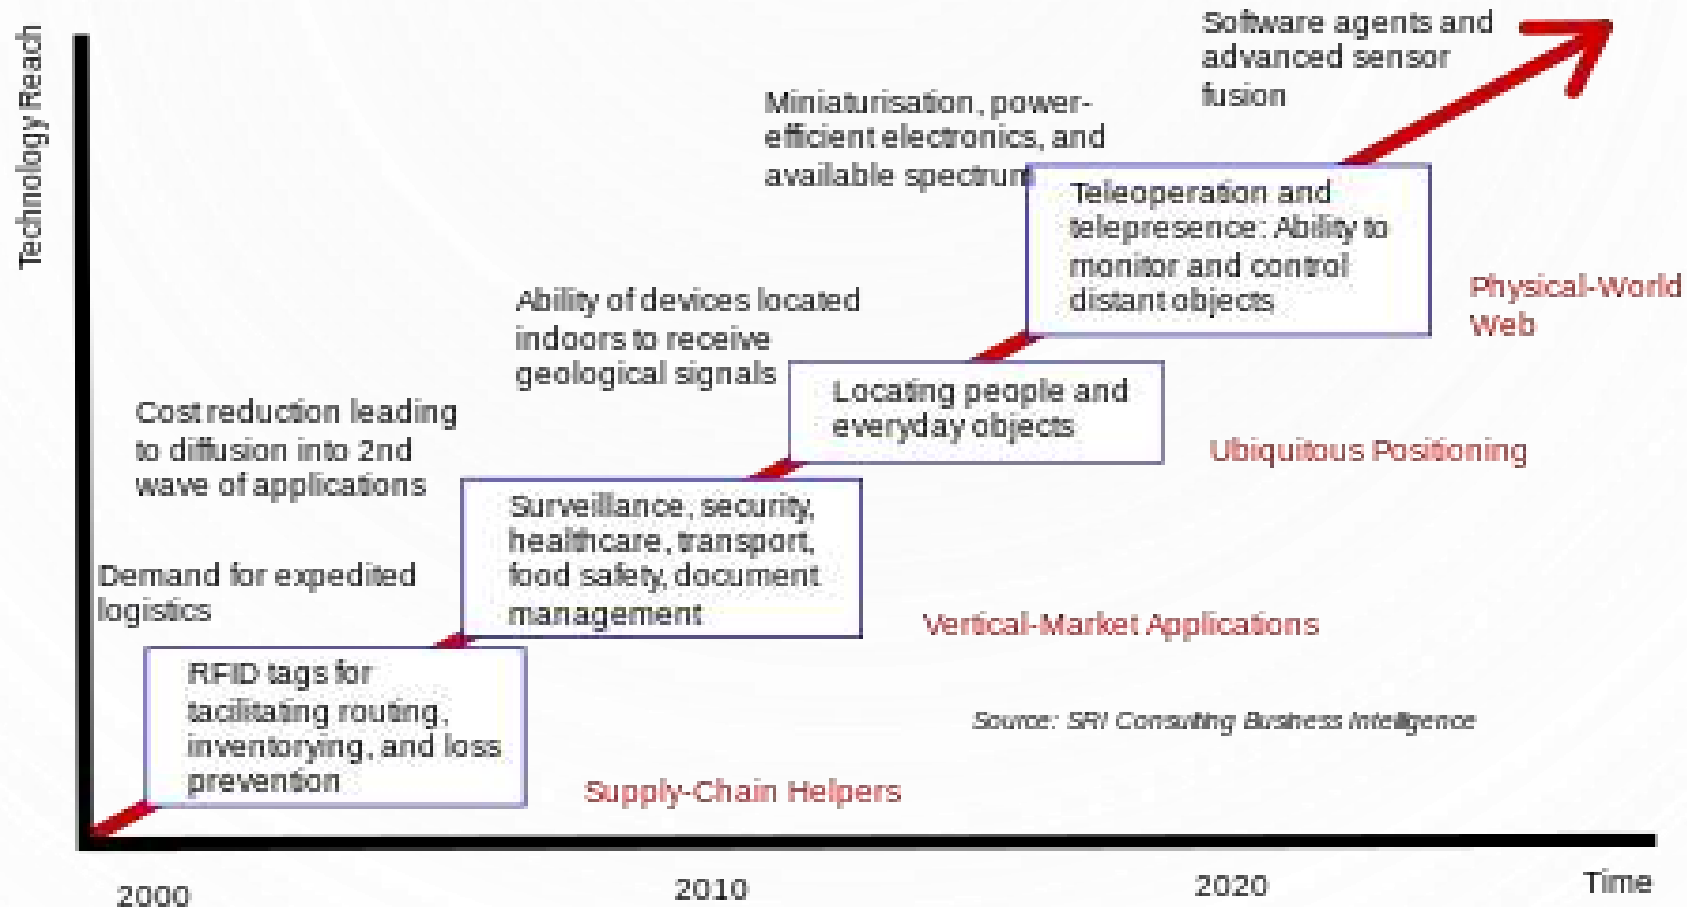 Technology Reach
Software agents and
advanced sensor
fusion
Miniaturisation, power-
efficient electronics, and
available spectrum
Teleoperation and
telepresence: Ability to
monitor and control
distant objects
Physical-World
Web
Ability of devices located
indoors to receive
geological signals
Locating people and
everyday objects
Ubiquitous Positioning
Cost reduction leading
to diffusion into 2nd
wave of applications
Surveillance, security,
healthcare, transport,
food safety, document
management
Vertical-Market Applications
Demand for expedited
logistics
RFID tags for
tacilitating routing,
inventorying, and loss
prevention
Supply-Chain Helpers
Source: SRI Consulting Business Intelligence
2000
2010
2020
Time